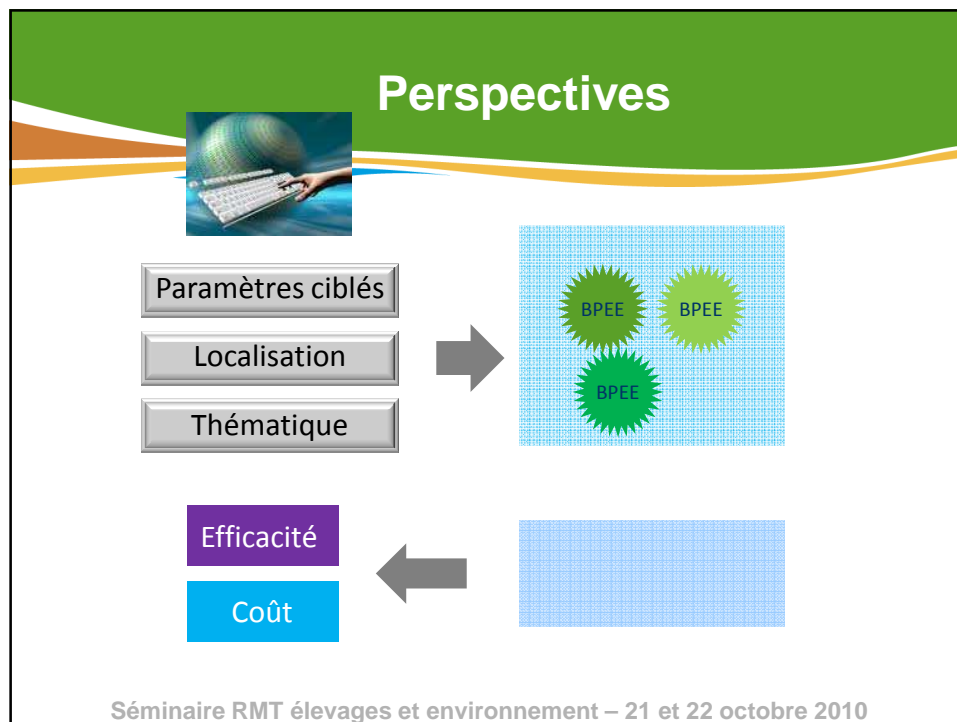 Perspectives
Paramètres ciblés
Localisation
Thématique
BPEE
BPEE
BPEE
Efficacité
Coût
Séminaire RMT élevages et environnement – 21 et 22 octobre 2010